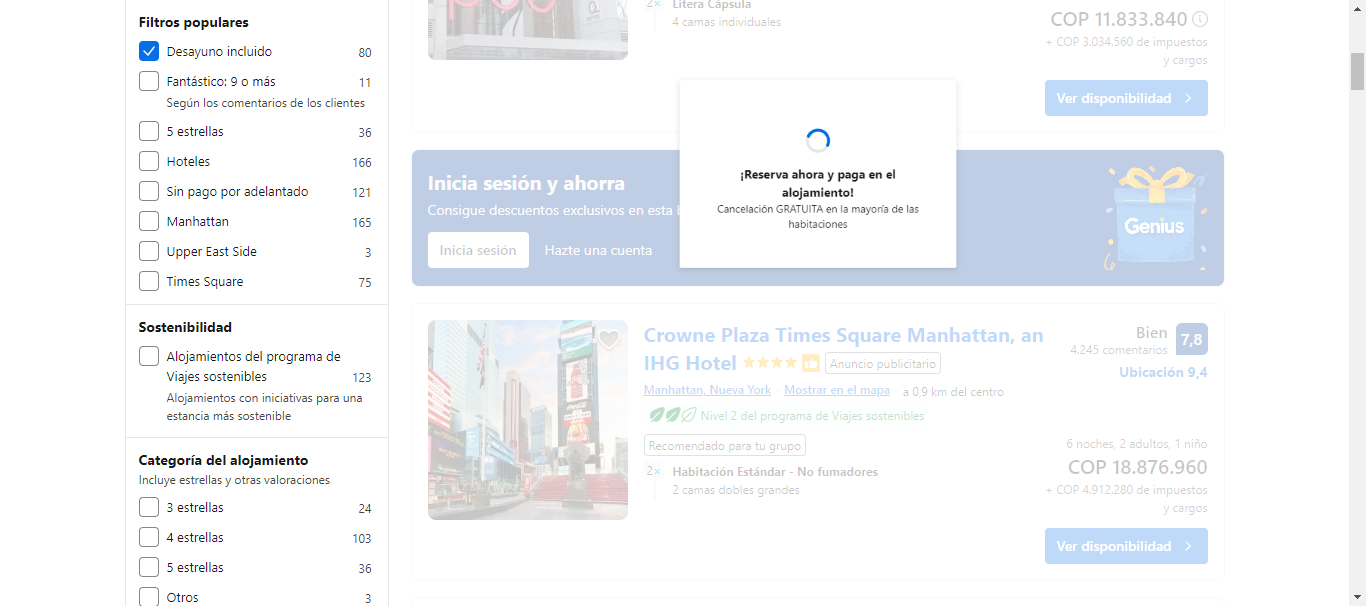 Filtros populares
Desayuno incluido 80
Fantástico: 9 o más 11
Según los comentarios de los clientes
5 estrellas 36
Hoteles 166
Sin pago por adelantado 121
Manhattan 165
Upper East Side 3
Times Square 75
Sostenibilidad
Alojamientos del programa de
Viajes sostenibles 123
Alojamientos con iniciativas para una
estancia más sostenible
Categoría del alojamiento
Incluye estrellas y otras valoraciones
3 estrellas 24
4 estrellas 103
5 estrellas 36
Otros 3
2× Litera Cápsula
4 camas individuales
COP 11.833.840
+ COP 3.034.560 de impuestos
y cargos
Ver disponibilidad
¡Reserva ahora y paga en el
alojamiento!
Cancelación GRATUITA en la mayoría de las
habitaciones
Inicia sesión y ahorra
Consigue descuentos exclusivos en esta
Inicia sesión Hazte una cuenta
Genius
Crowne Plaza Times Square Manhattan, an
IHG Hotel Anuncio publicitario
Manhattan, Nueva York · Mostrar en el mapa · a 0,9 km del centro
Nivel 2 del programa de Viajes sostenibles
Recomendado para tu grupo
2× Habitación Estándar - No fumadores
2 camas dobles grandes
Bien 7,8
4.245 comentarios
Ubicación 9,4
6 noches, 2 adultos, 1 niño
COP 18.876.960
+ COP 4.912.280 de impuestos
y cargos
Ver disponibilidad